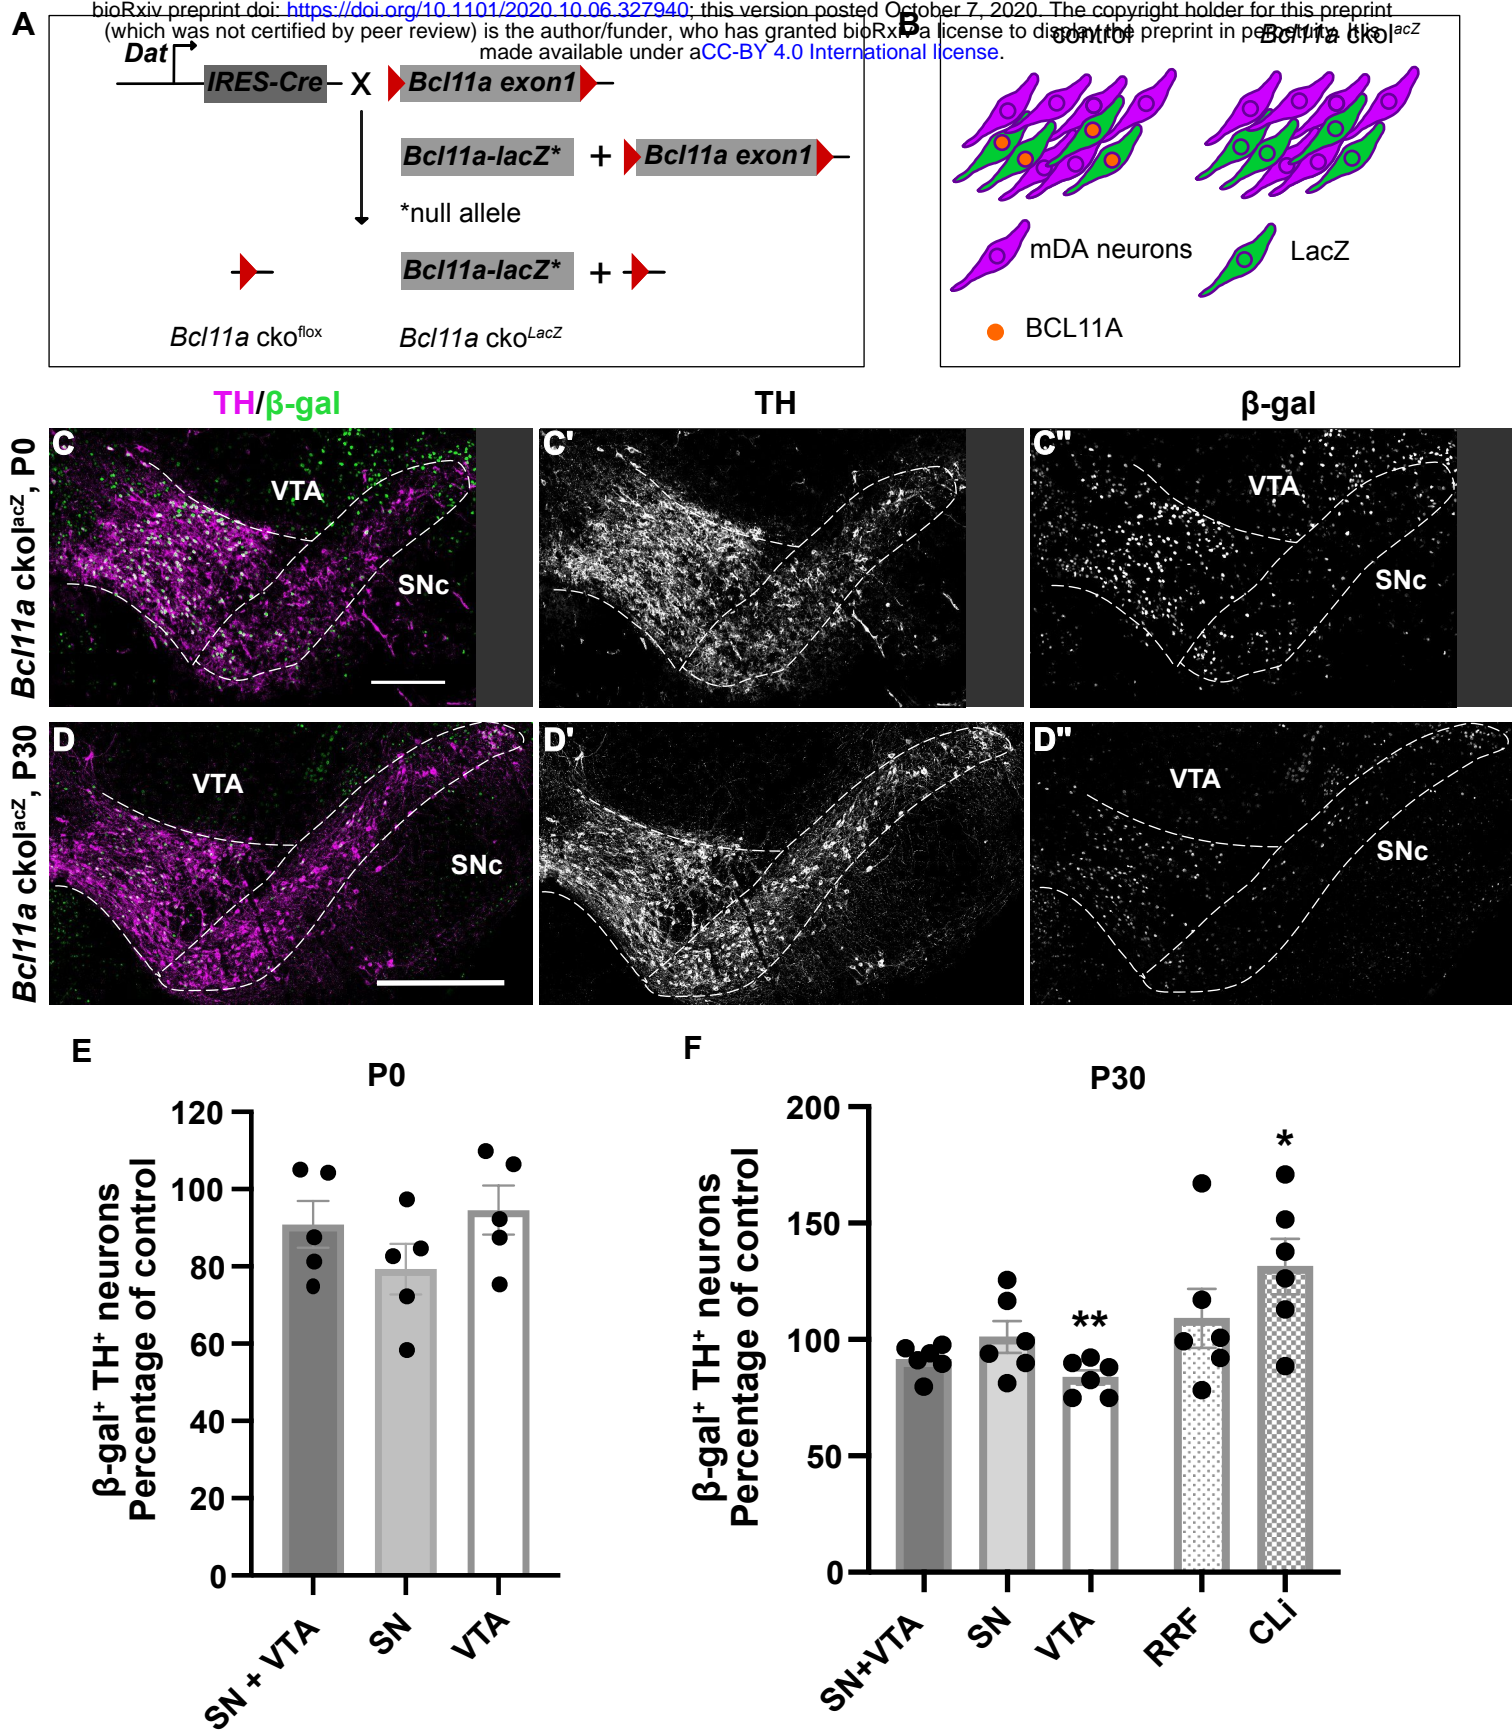 bioRxiv preprint doi: https://doi.org/10.1101/2020.10.06.327940; this version posted October 7, 2020. The copyright holder for this preprint
(which was not certified by peer review) is the author/funder, who has granted bioRxiv a license to display the preprint in perpetuity. It is
made available under aCC-BY 4.0 International license.
A
Dat
IRES-Cre
X
Bcl11a exon1
Bcl11a-lacZ*
+
Bcl11a exon1
*null allele
Bcl11a-lacZ*
+
Bcl11a ckoflox
Bcl11a ckoLacZ
B
control
Bcl11a ckolacZ
mDA neurons
LacZ
BCL11A
TH/β-gal
TH
β-gal
Bcl11a ckolacZ, P0
C
VTA
SNc
C'
C"
VTA
SNc
Bcl11a ckolacZ, P30
D
VTA
SNc
D'
D"
VTA
SNc
E
P0
β-gal+ TH+ neurons
Percentage of control
120
100
80
60
40
20
0
SN + VTA
SN
VTA
F
P30
β-gal+ TH+ neurons
Percentage of control
200
150
100
50
0
**
*
SN+VTA
SN
VTA
RRF
CLi